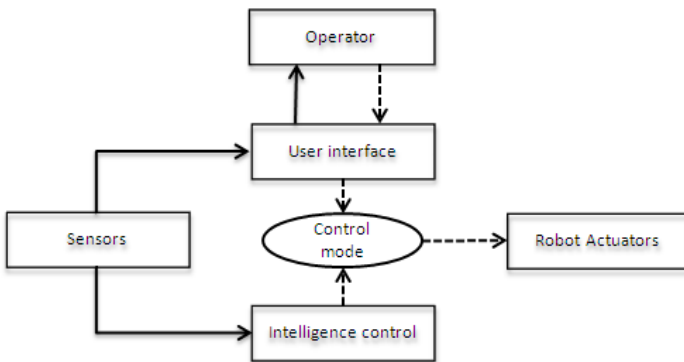 Operator
User interface
Sensors
Control
mode
Robot Actuators
Intelligence control